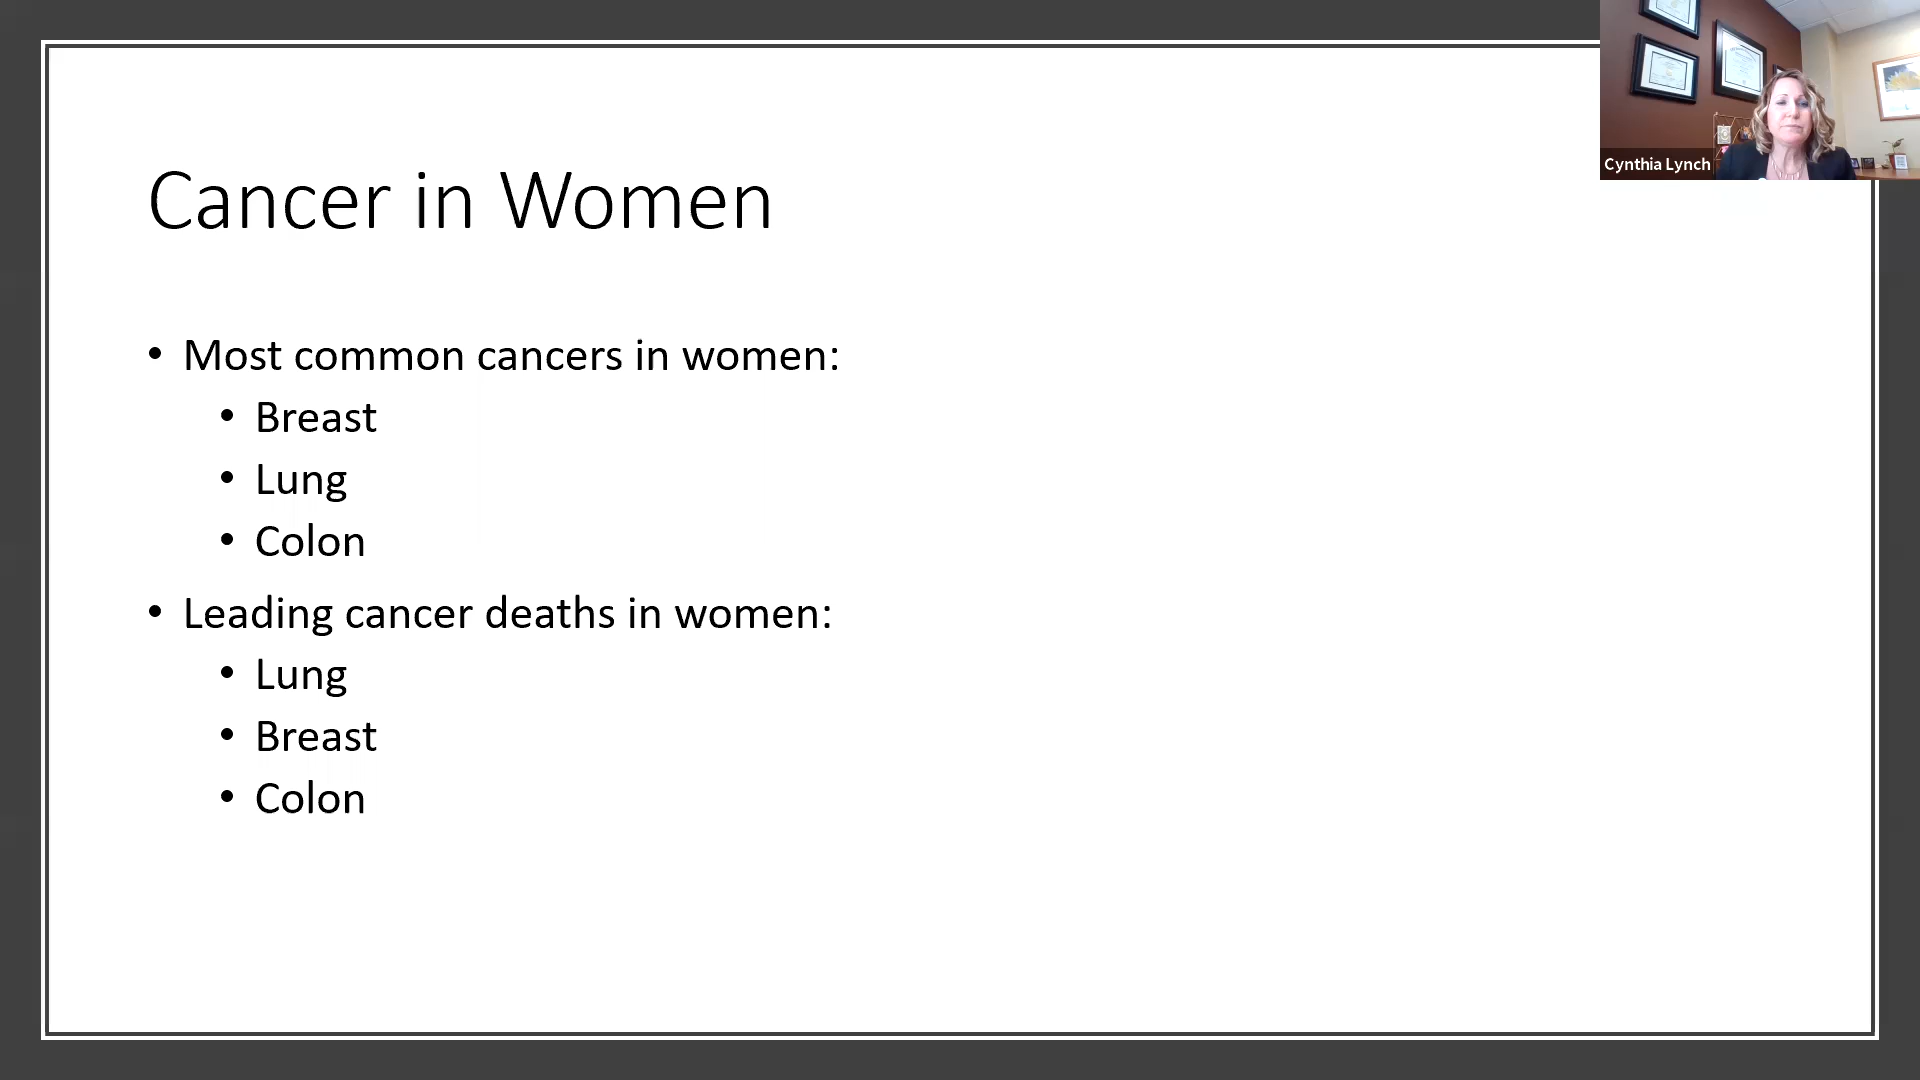 Cynthia Lynch
Cancer in Women
• Most common cancers in women:
• Breast
• Lung
• Colon
• Leading cancer deaths in women:
• Lung
• Breast
• Colon